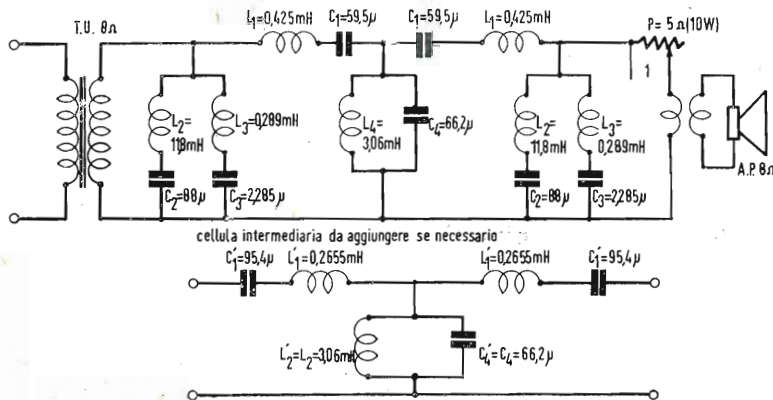 T.U. 8Ω
L₁=0,425mH
C₁=59,5μ
C₁=59,5μ
L₁=0,425mH
P= 5Ω(10W)
1
L₂=
11,8mH
L₃=0,289mH
L₄=
3,06mH
C₄=66,2μ
L₂=
11,8mH
L₃=
0,289mH
A.P. 8Ω
C₂=88μ
C₃=2,285μ
C₂=88μ
C₃=2,285μ
cellula intermediaria da aggiungere se necessario
C'₁=95,4μ
L'₁=0,2655mH
L'₁=0,2655mH
C'₁=95,4μ
L'₂=L₂=3,06mH
C'₄=C₄=66,2μ